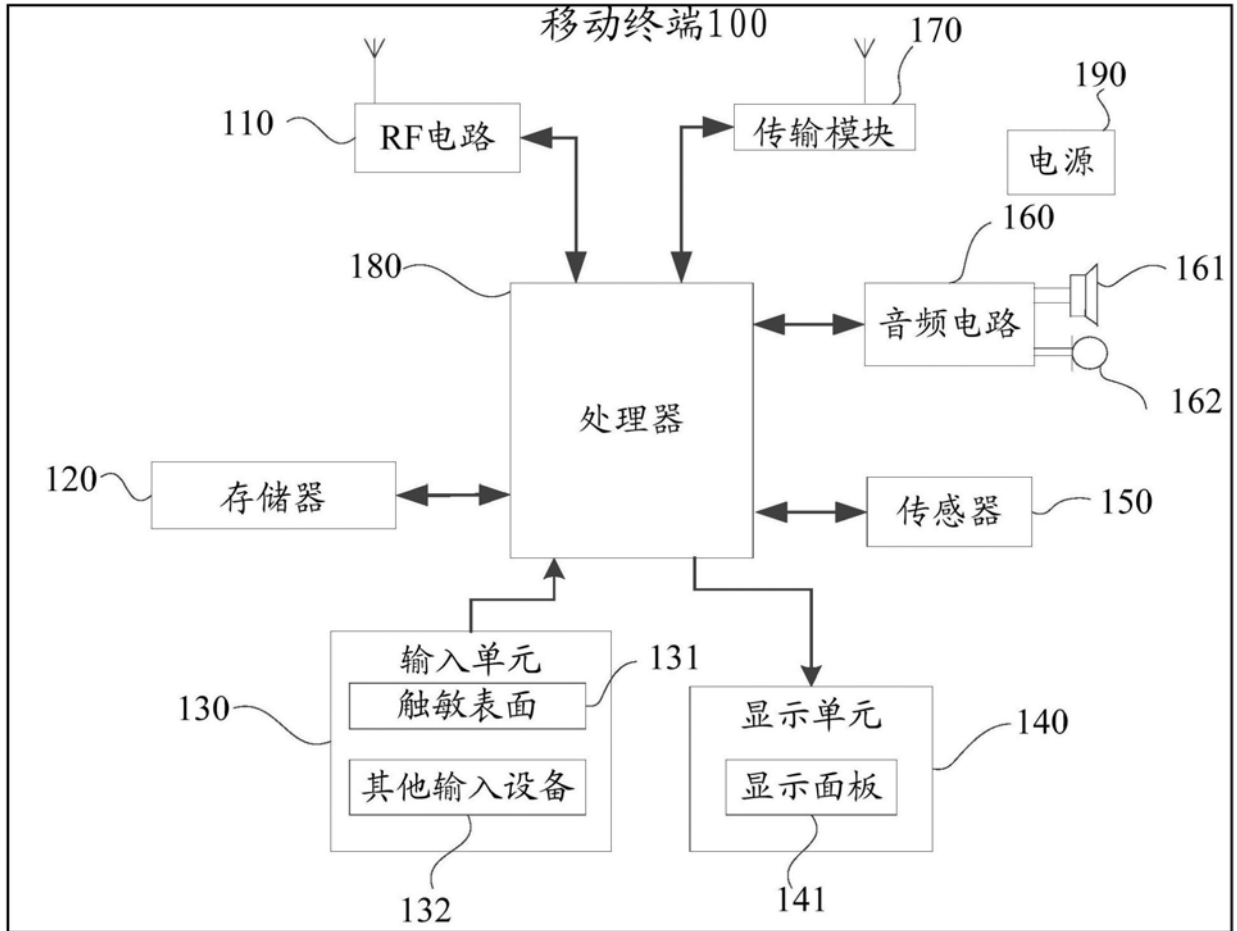 移动终端100
170
190
110
RF电路
传输模块
电源
160
180
161
音频电路
162
处理器
120
存储器
传感器
150
输入单元
131
130
触敏表面
显示单元
140
其他输入设备
显示面板
132
141